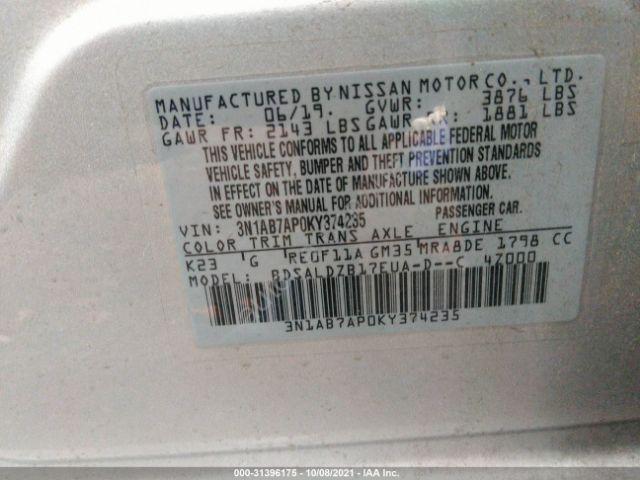 MANUFACTURED BY NISSAN MOTOR CO., LTD.
DATE: 06/19. GVWR: 3876 LBS
GAWR FR: 2143 LBS GAWR RR: 1881 LBS
THIS VEHICLE CONFORMS TO ALL APPLICABLE FEDERAL MOTOR
VEHICLE SAFETY, BUMPER AND THEFT PREVENTION STANDARDS
IN EFFECT ON THE DATE OF MANUFACTURE SHOWN ABOVE.
SEE OWNER'S MANUAL FOR ADDITIONAL INFORMATION.
VIN: 3N1AB7AP0KY374235 PASSENGER CAR.
COLOR TRIM TRANS AXLE ENGINE
K23 G RE0F11A GM35 MRA8DE 1798 CC
MODEL: BDSALDZB17EUA-D--C 4Z000
3N1AB7AP0KY374235
000-31396175 | 10/08/2021 | IAA Inc.